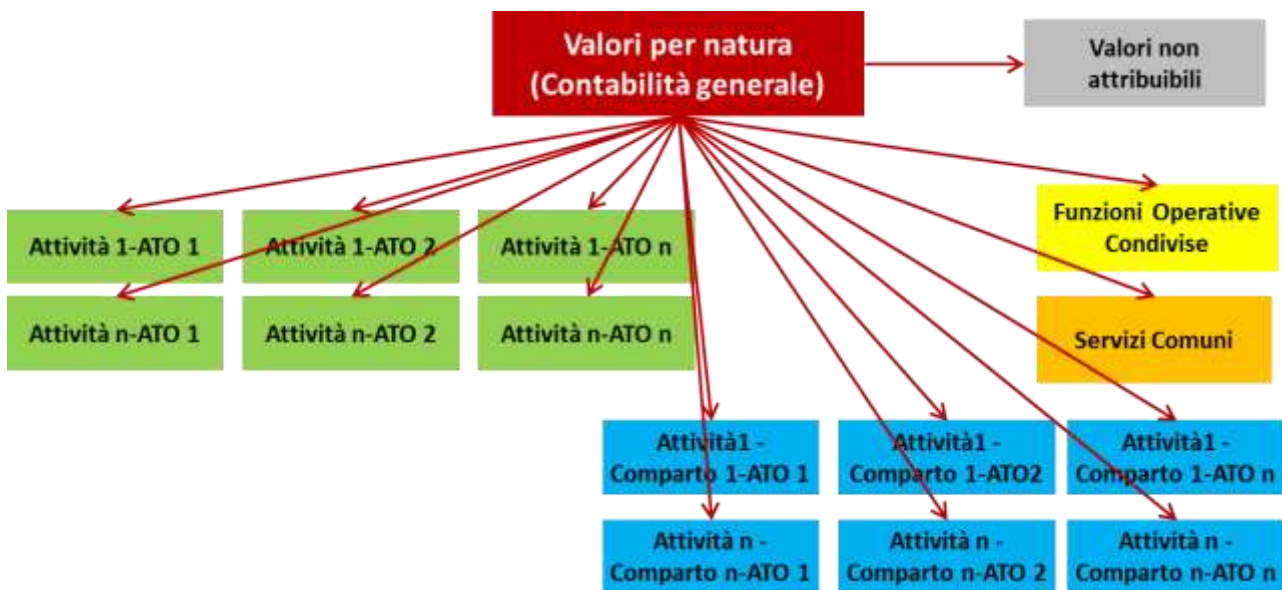 Valori per natura
(Contabilità generale)
Valori non
attribuibili
Attività 1-ATO 1
Attività 1-ATO 2
Attività 1-ATO n
Funzioni Operative
Condivise
Attività n-ATO 1
Attività n-ATO 2
Attività n-ATO n
Servizi Comuni
Attività1 -
Comparto 1-ATO 1
Attività1 -
Comparto 1-ATO2
Attività1 -
Comparto 1-ATO n
Attività n -
Comparto n-ATO 1
Attività n -
Comparto n-ATO 2
Attività n -
Comparto n-ATO n